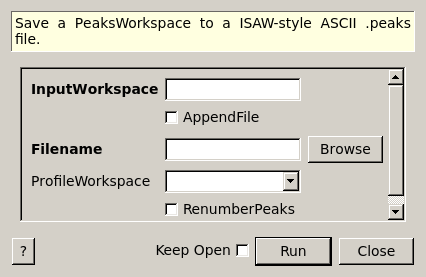 Save a PeaksWorkspace to a ISAW-style ASCII .peaks
file.
InputWorkspace
AppendFile
Filename
Browse
ProfileWorkspace
RenumberPeaks
? Keep Open Run Close